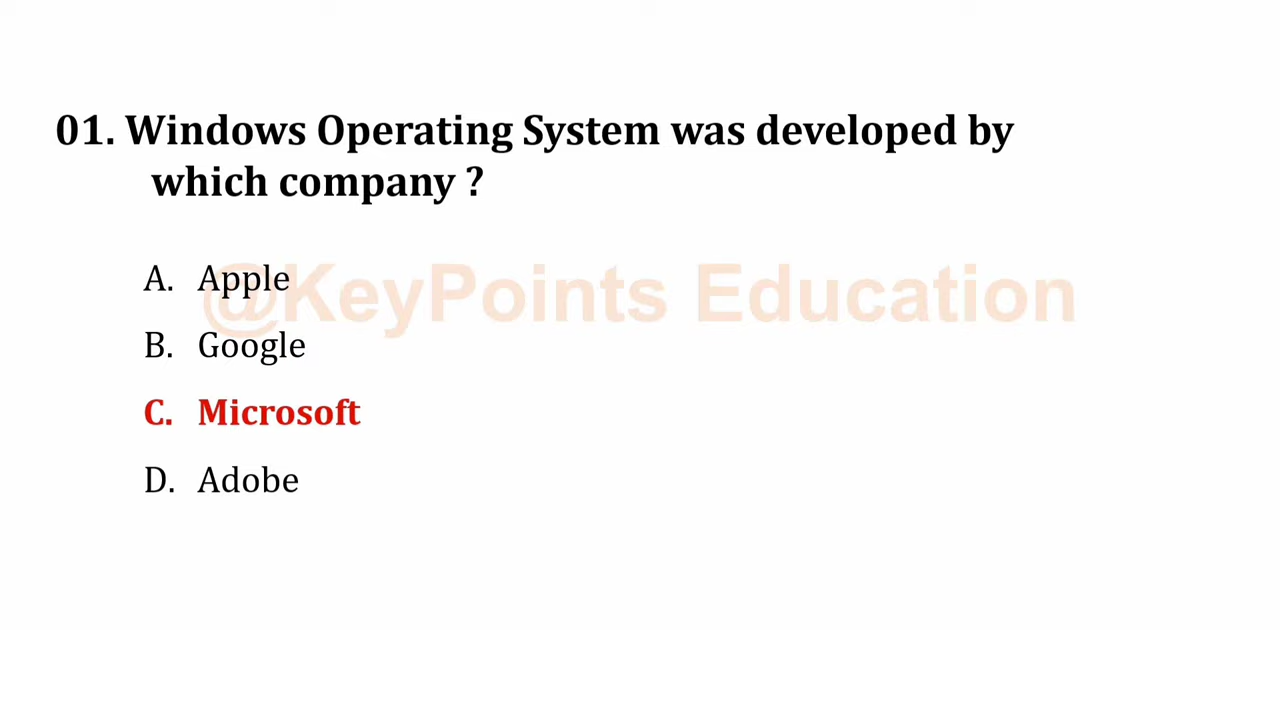 01. Windows Operating System was developed by
which company ?
@KeyPoints Education
A. Apple
B. Google
C. Microsoft
D. Adobe